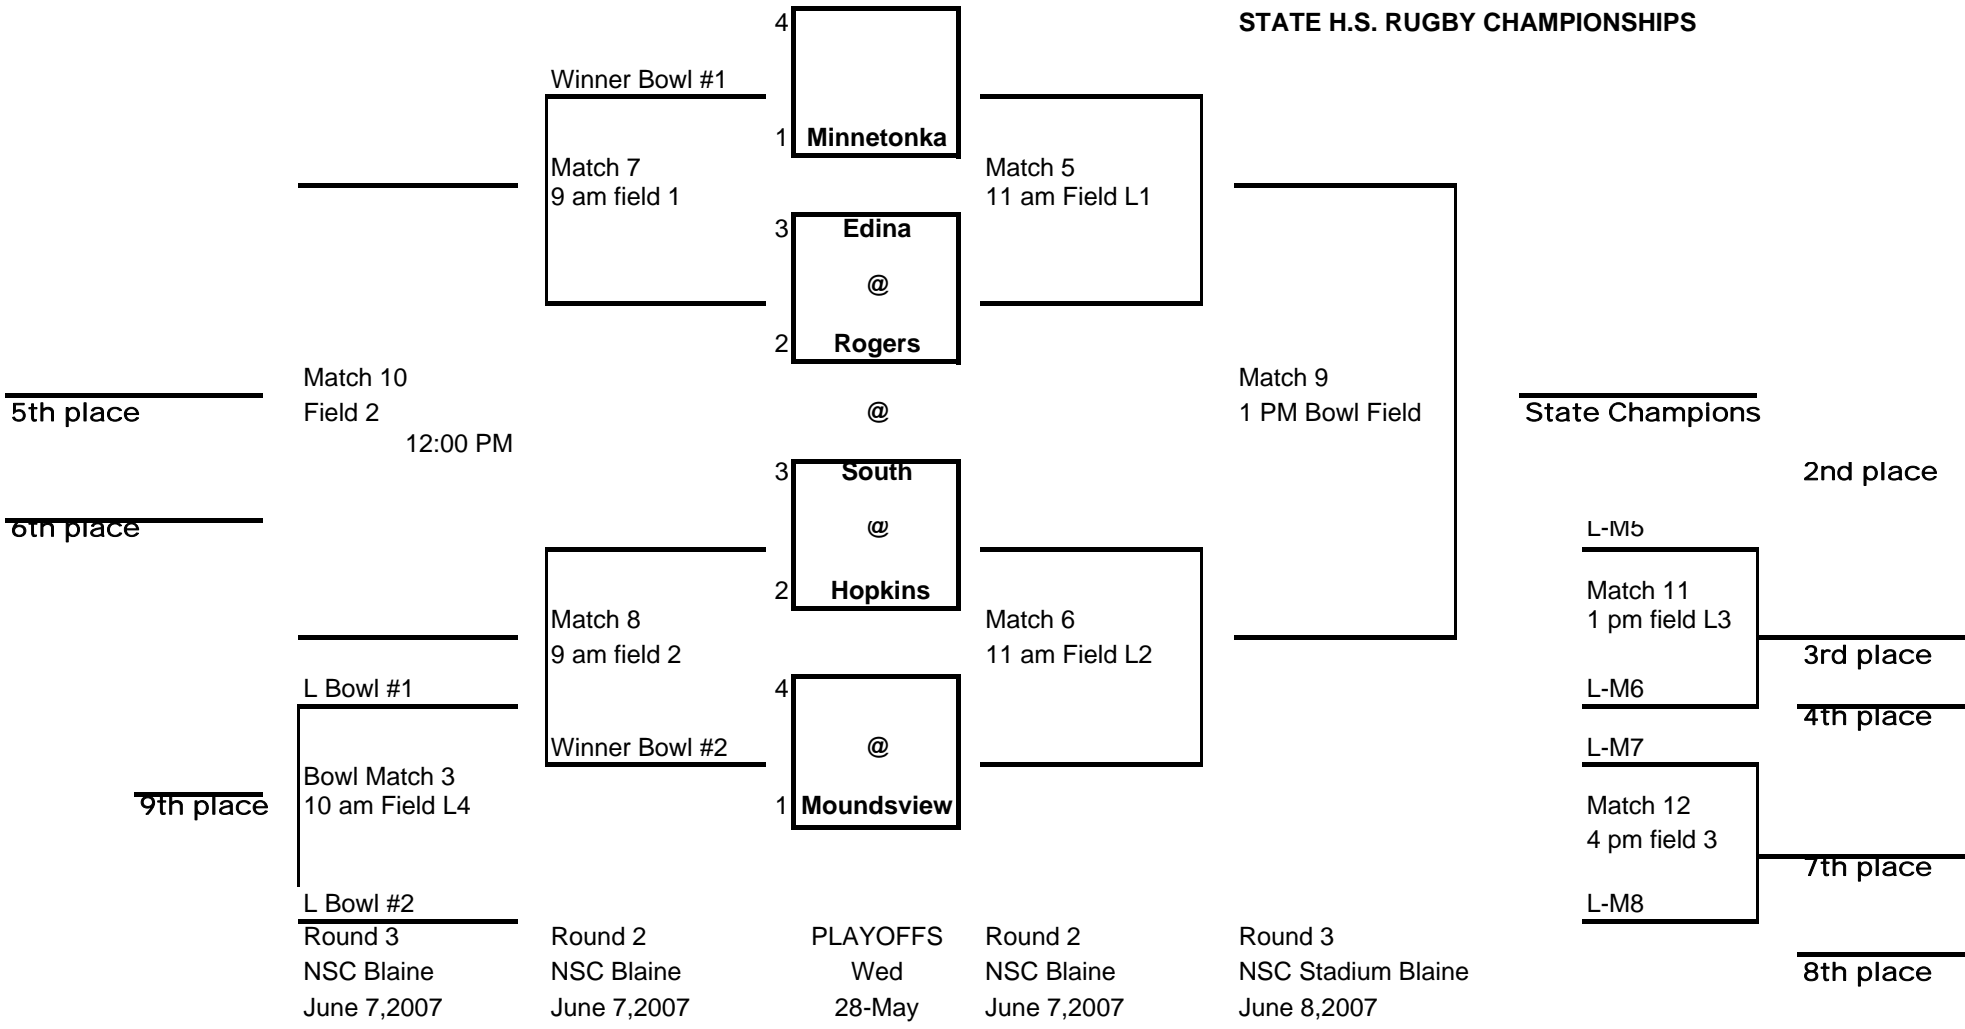 4
STATE H.S. RUGBY CHAMPIONSHIPS
Winner Bowl #1
1 Minnetonka
Match 7
9 am field 1
Match 5
11 am Field L1
3 Edina
@
2 Rogers
Match 10
Field 2
12:00 PM
5th place
@
Match 9
1 PM Bowl Field
State Champions
3 South
2nd place
6th place
@
L-M5
2 Hopkins
Match 11
1 pm field L3
Match 8
9 am field 2
Match 6
11 am Field L2
3rd place
L Bowl #1
4
L-M6
4th place
Winner Bowl #2
@
L-M7
Bowl Match 3
10 am Field L4
9th place
1 Moundsview
Match 12
4 pm field 3
7th place
L Bowl #2
L-M8
Round 3
NSC Blaine
June 7,2007
Round 2
NSC Blaine
June 7,2007
PLAYOFFS
Wed
28-May
Round 2
NSC Blaine
June 7,2007
Round 3
NSC Stadium Blaine
June 8,2007
8th place